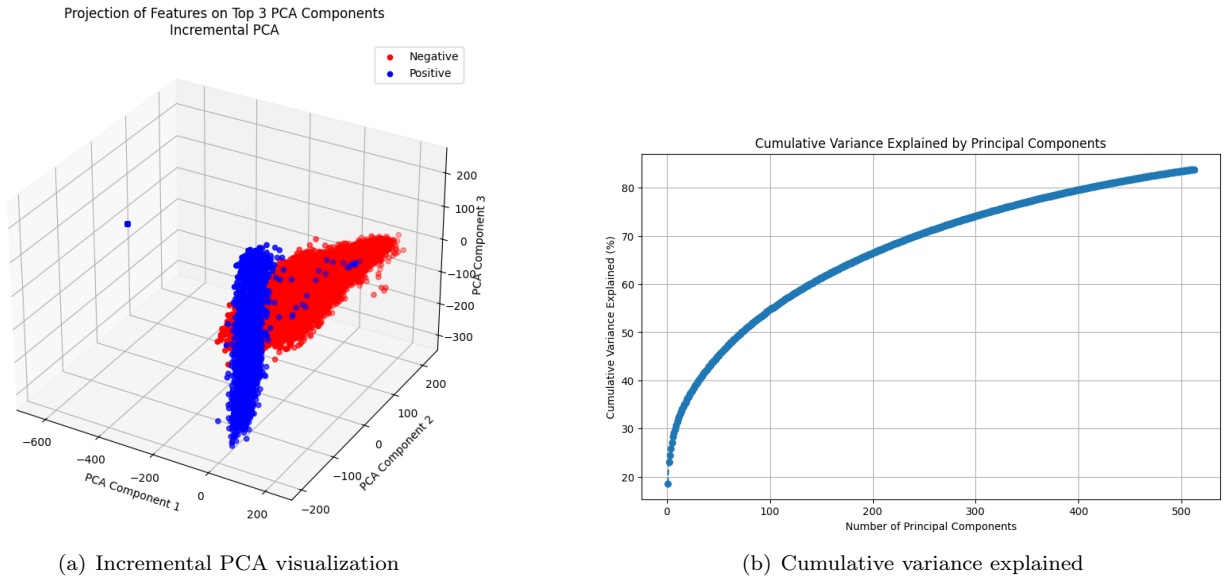 Projection of Features on Top 3 PCA Components
Incremental PCA
Negative
Positive
200
100
0
−100
−200
−300
PCA Component 3
−600
−400
−200
0
200
PCA Component 1
−200
−100
0
100
200
PCA Component 2
(a) Incremental PCA visualization
Cumulative Variance Explained by Principal Components
80
70
60
50
40
30
20
Cumulative Variance Explained (%)
0 100 200 300 400 500
Number of Principal Components
(b) Cumulative variance explained